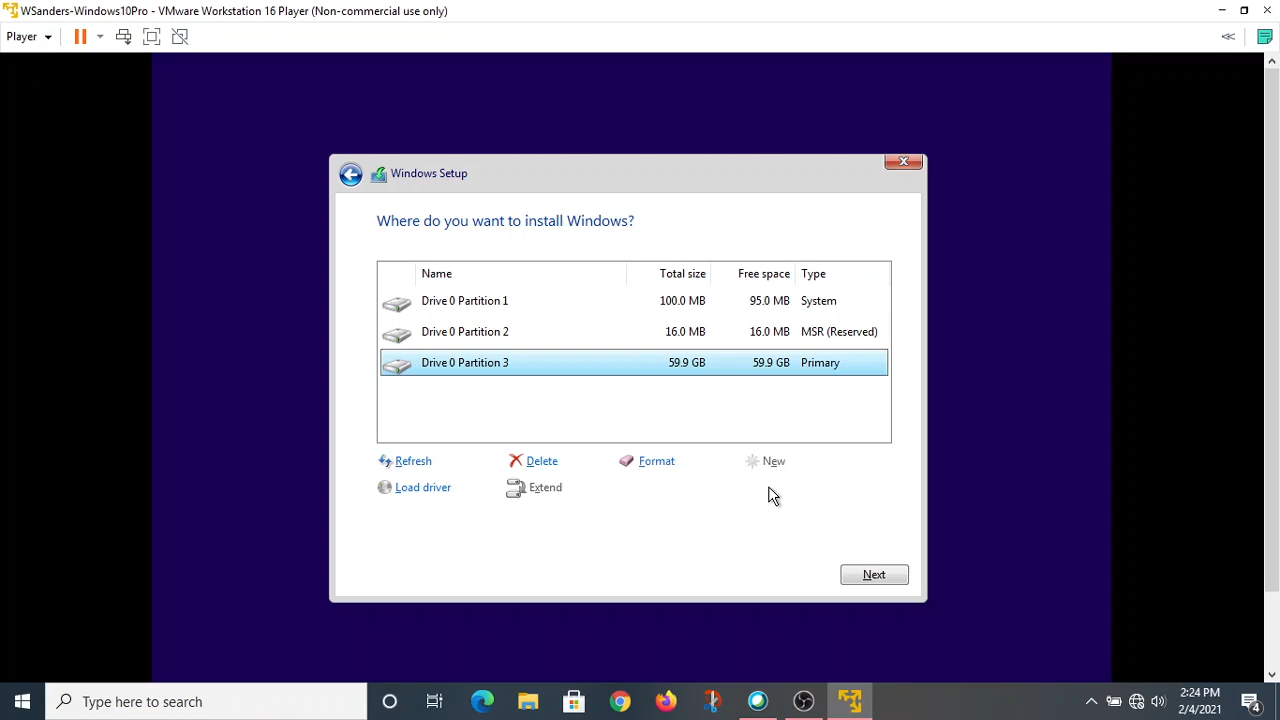 WSanders-Windows10Pro - VMware Workstation 16 Player (Non-commercial use only)
Player
Windows Setup
Where do you want to install Windows?
Name Total size Free space Type
Drive 0 Partition 1 100.0 MB 95.0 MB System
Drive 0 Partition 2 16.0 MB 16.0 MB MSR (Reserved)
Drive 0 Partition 3 59.9 GB 59.9 GB Primary
Refresh Delete Format New
Load driver Extend
Next
Type here to search
2:24 PM
2/4/2021
4